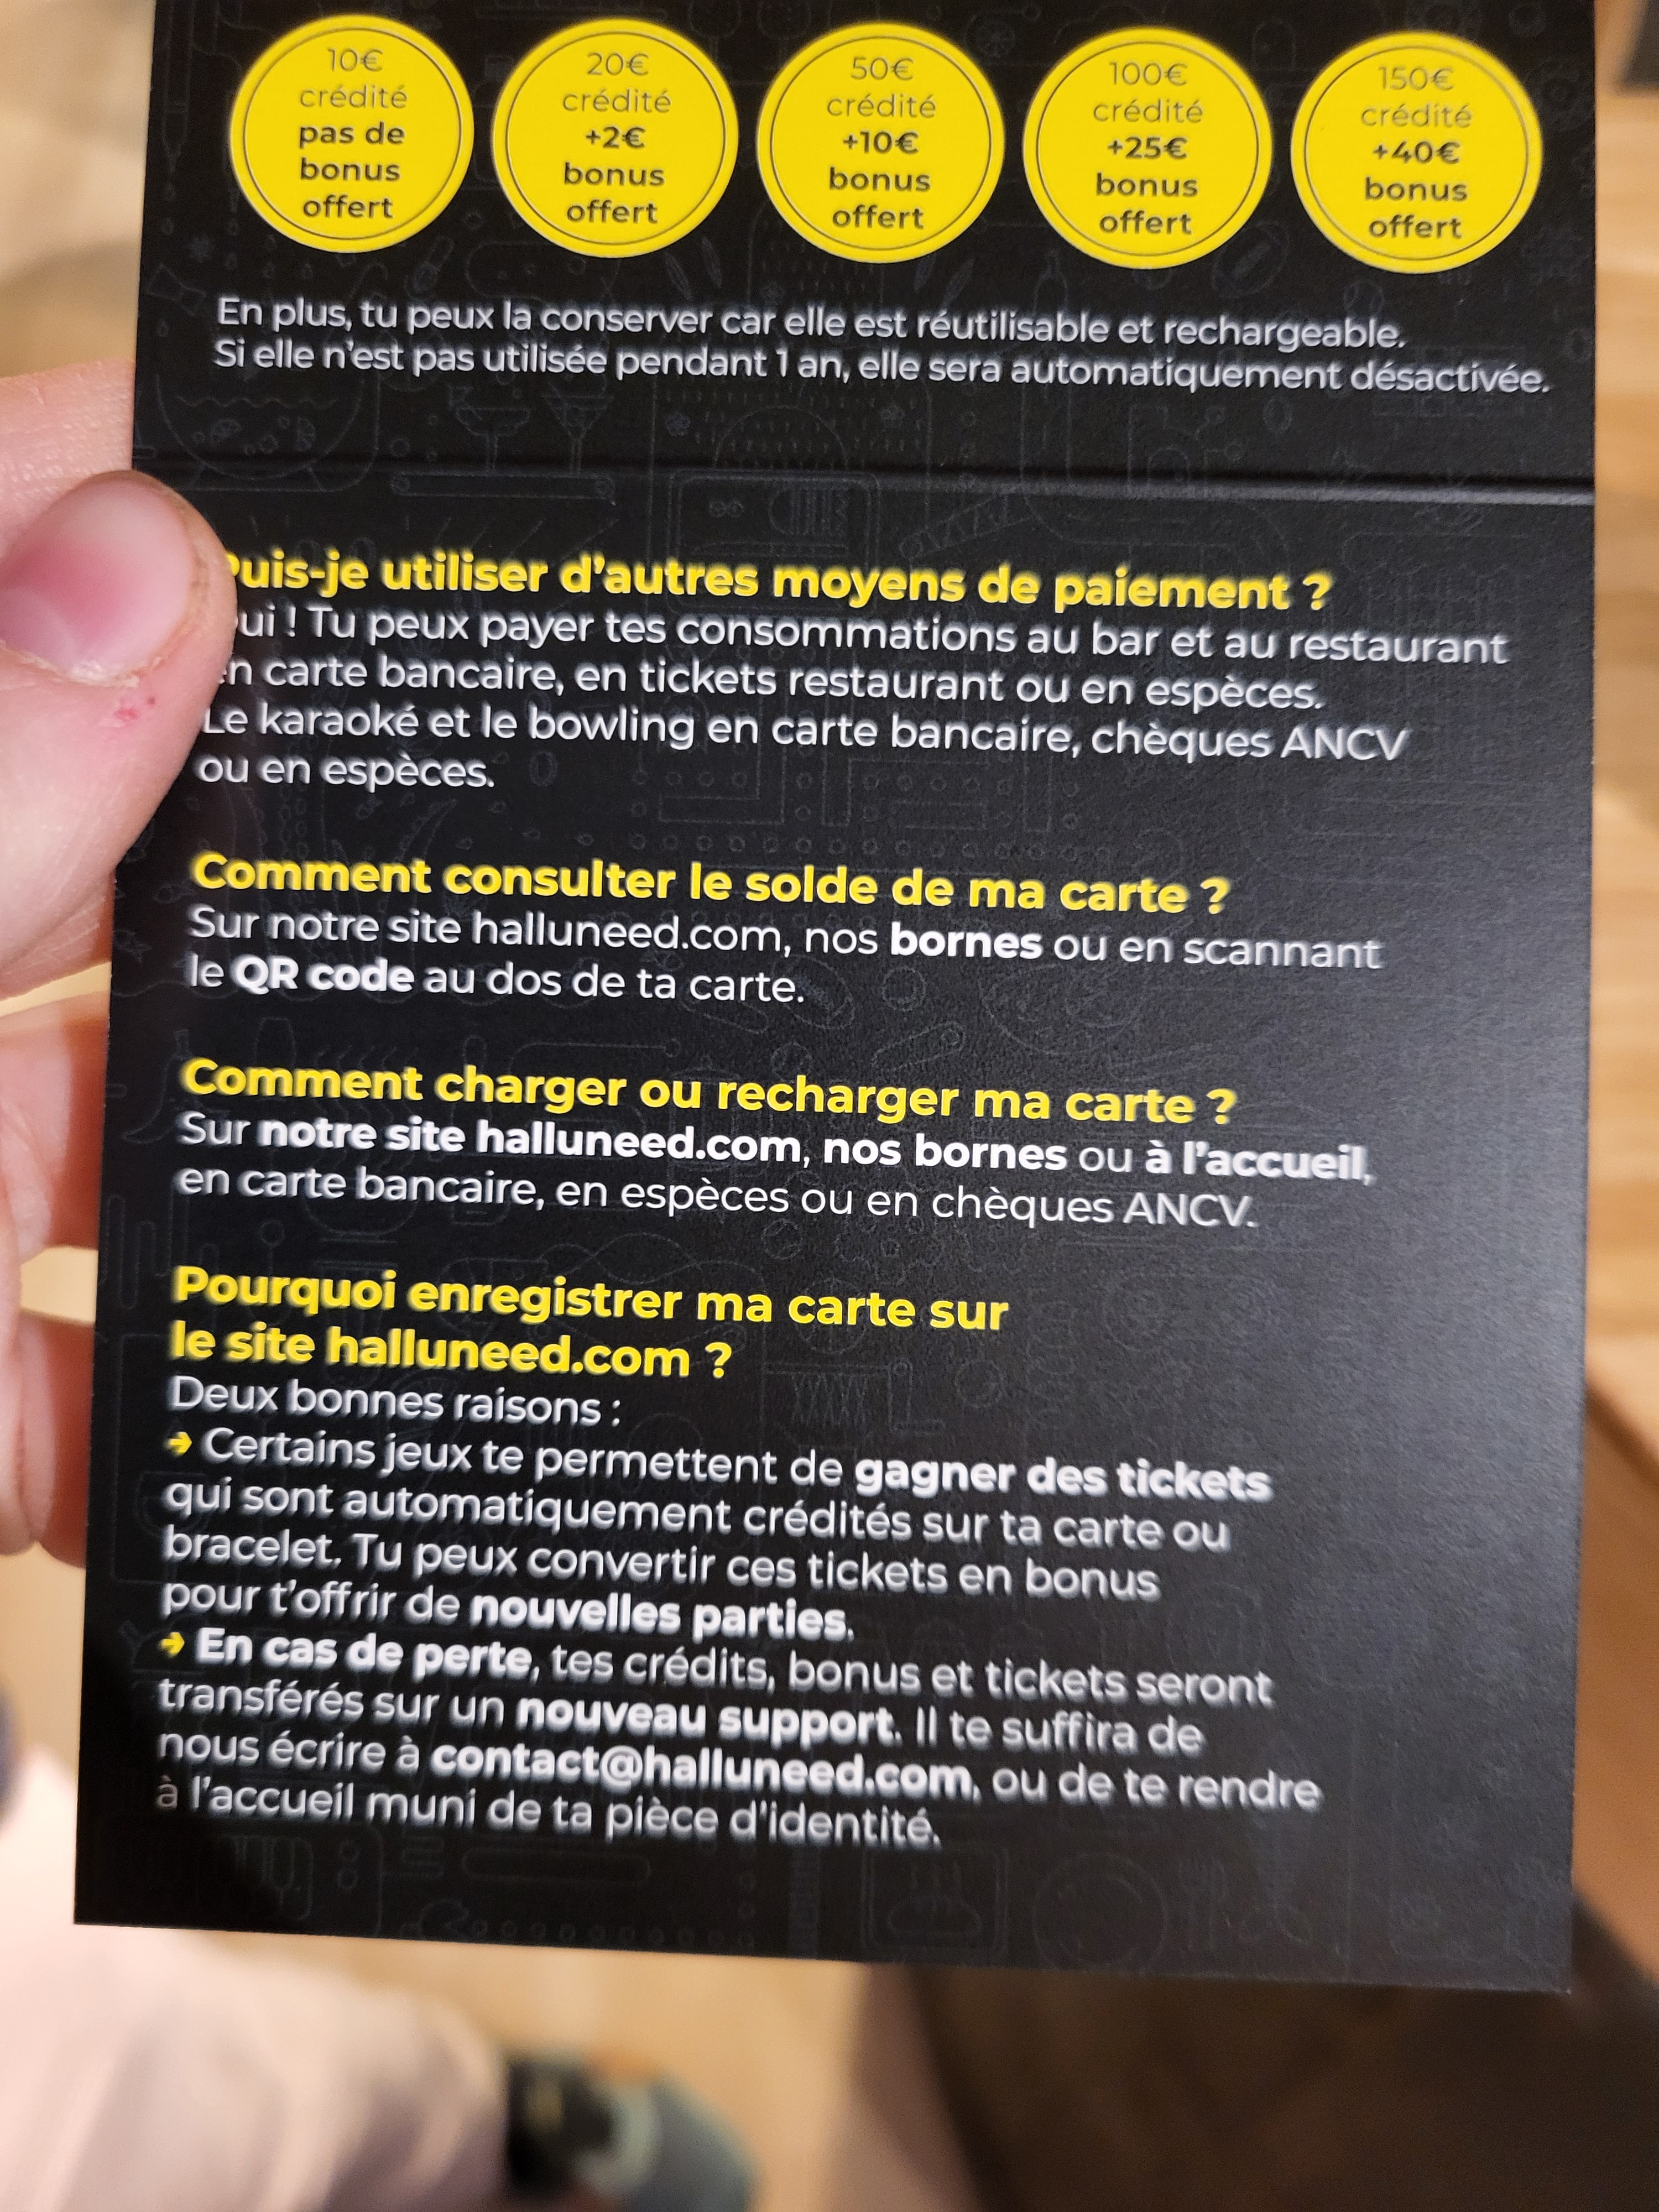 10€
crédité
pas de
bonus
offert
20€
crédité
+2€
bonus
offert
50€
crédité
+10€
bonus
offert
100€
crédité
+25€
bonus
offert
150€
crédité
+40€
bonus
offert
En plus, tu peux la conserver car elle est réutilisable et rechargeable.
Si elle n'est pas utilisée pendant 1 an, elle sera automatiquement désactivée.
Puis-je utiliser d'autres moyens de paiement ?
Oui ! Tu peux payer tes consommations au bar et au restaurant
en carte bancaire, en tickets restaurant ou en espèces.
Le karaoké et le bowling en carte bancaire, chèques ANCV
ou en espèces.
Comment consulter le solde de ma carte ?
Sur notre site halluneed.com, nos bornes ou en scannant
le QR code au dos de ta carte.
Comment charger ou recharger ma carte ?
Sur notre site halluneed.com, nos bornes ou à l'accueil,
en carte bancaire, en espèces ou en chèques ANCV.
Pourquoi enregistrer ma carte sur
le site halluneed.com ?
Deux bonnes raisons :
→ Certains jeux te permettent de gagner des tickets
qui sont automatiquement crédités sur ta carte ou
bracelet. Tu peux convertir ces tickets en bonus
pour t'offrir de nouvelles parties.
→ En cas de perte, tes crédits, bonus et tickets seront
transférés sur un nouveau support. Il te suffira de
nous écrire à contact@halluneed.com, ou de te rendre
à l'accueil muni de ta pièce d'identité.